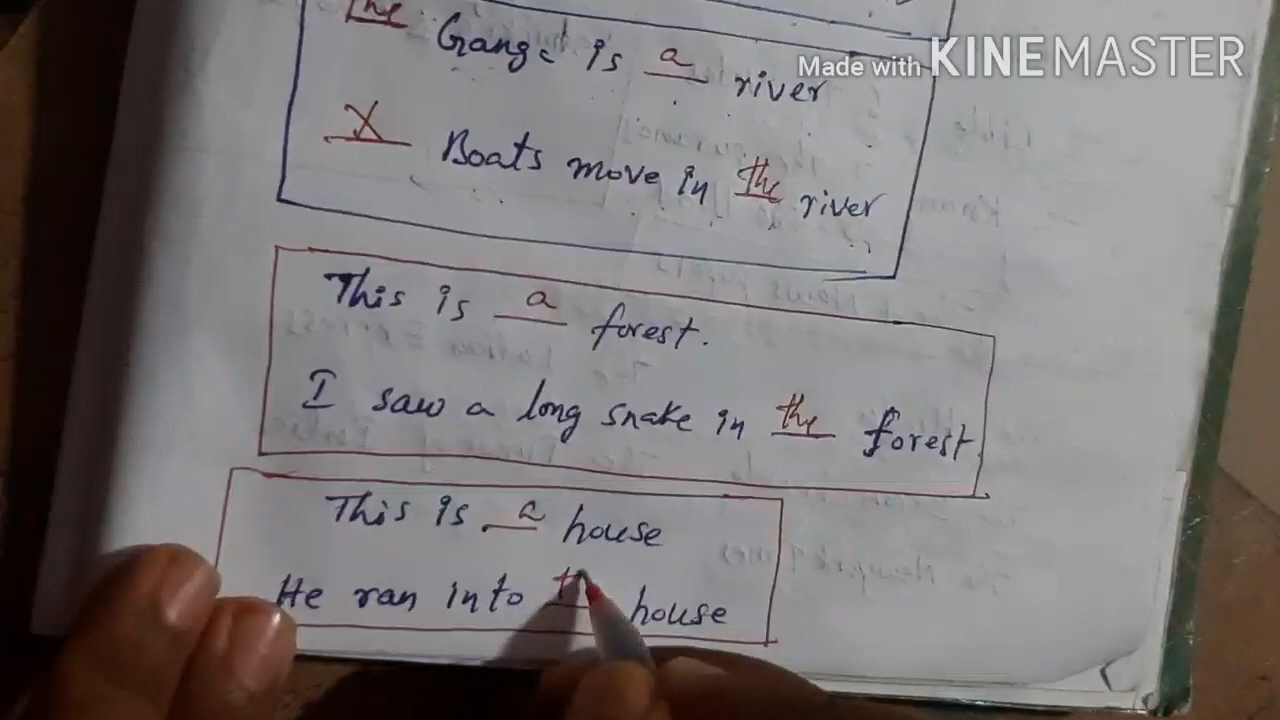 The Gange is a river
Made with KINEMASTER
X Boats move in the river
This is a forest.
I saw a long snake in the forest.
This is a house
He ran into house